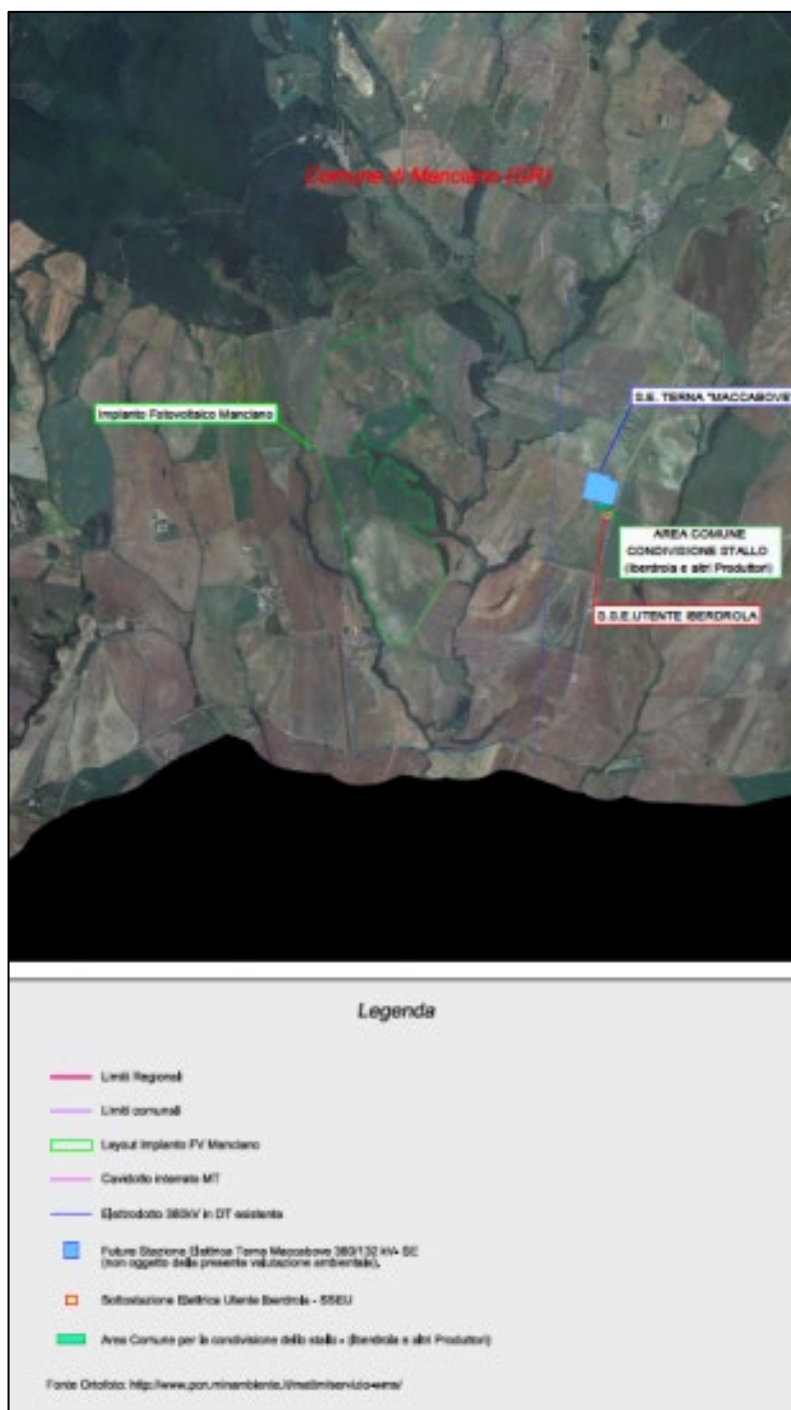 Comune di Manciano (GR)
S.E. TERNA "MACCABOVE"
Impianto Fotovoltaico Manciano
AREA COMUNE
CONDIVISIONE STALLO
(Iberdrola e altri Produttori)
S.S.E.UTENTE IBERDROLA
Legenda
Limiti Regionali
Limiti comunali
Layout Impianto FV Manciano
Cavidotto interrato MT
Elettrodotto 380kV in DT esistente
Future Stazione Elettrica Terna Maccabove 380/132 kV- SE
(non oggetto della presente valutazione ambientale).
Sottostazione Elettrica Utente Iberdrola - SSEU
Area Comune per la condivisione dello stallo - (Iberdrola e altri Produttori)
Fonte Ortofoto: